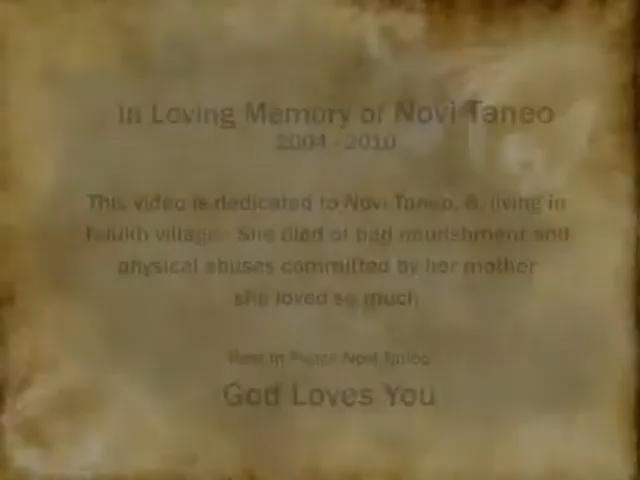 In Loving Memory of Novi Taneo
2004 - 2010
This video is dedicated to Novi Taneo, 6, living in
village. She died of bad nourishment and
physical abuses committed by her mother
she loved so much
Rest in Peace Novi Taneo
God Loves You